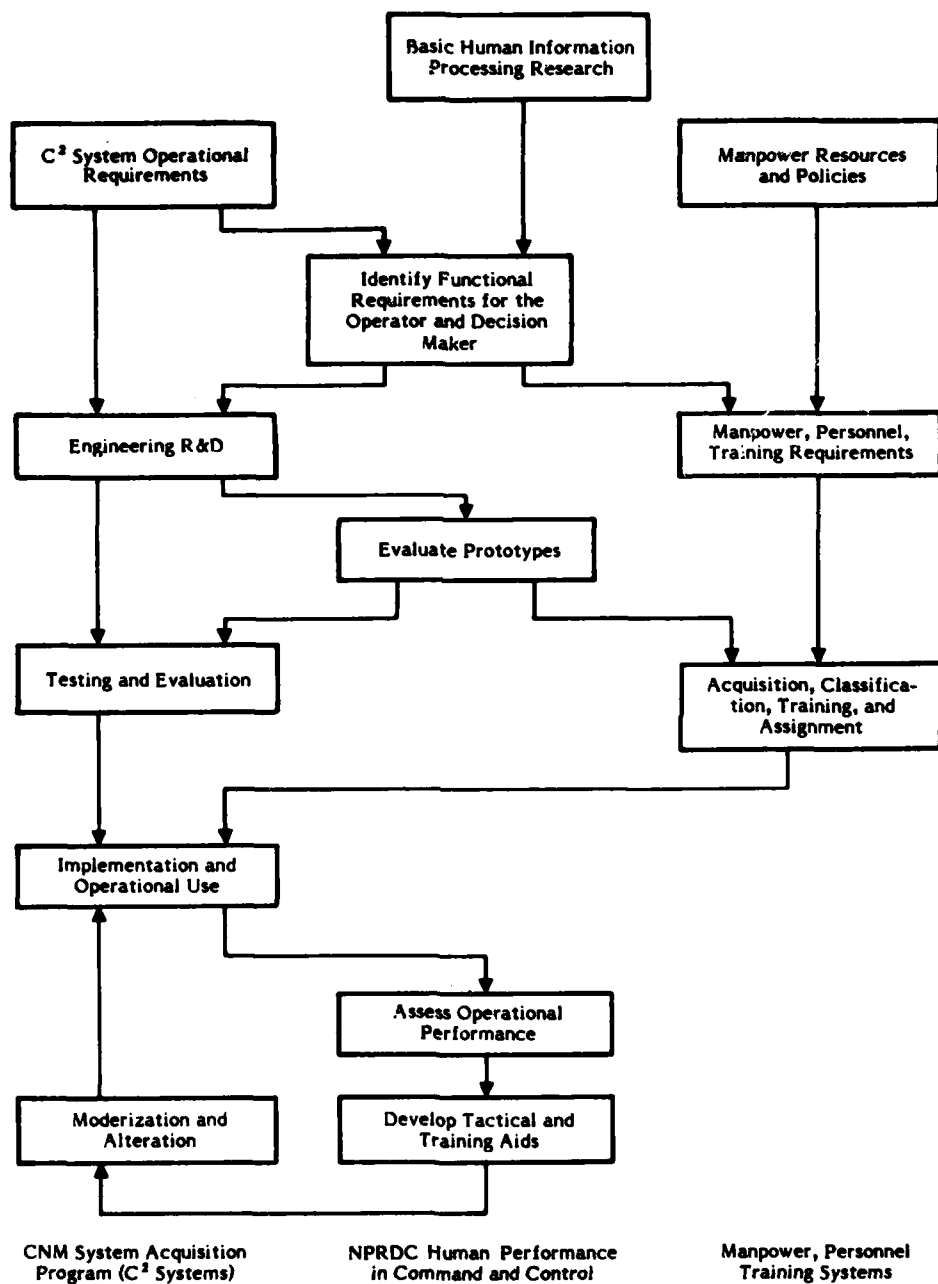 Basic Human Information
Processing Research
C² System Operational
Requirements
Manpower Resources
and Policies
Identify Functional
Requirements for the
Operator and Decision
Maker
Engineering R&D
Manpower, Personnel,
Training Requirements
Evaluate Prototypes
Testing and Evaluation
Acquisition, Classifica-
tion, Training, and
Assignment
Implementation and
Operational Use
Assess Operational
Performance
Moderization and
Alteration
Develop Tactical and
Training Aids
CNM System Acquisition
Program (C² Systems)
NPRDC Human Performance
in Command and Control
Manpower, Personnel
Training Systems